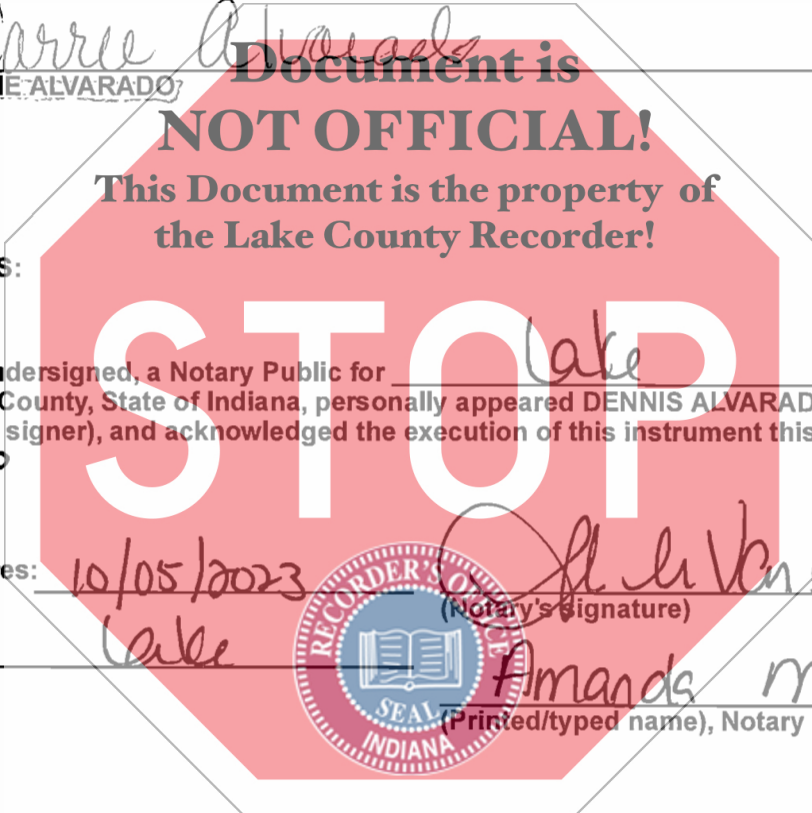 Carrie Alvarado
IE ALVARADO
Document is
NOT OFFICIAL!
This Document is the property of
the Lake County Recorder!
S:
STOP
dersigned, a Notary Public for Lake
County, State of Indiana, personally appeared DENNIS ALVARAD
signer), and acknowledged the execution of this instrument this
es: 10/05/2023
(Notary's signature)
Lake
Amanda M
(Printed/typed name), Notary
RECORDER'S OFFICE
SEAL
INDIANA